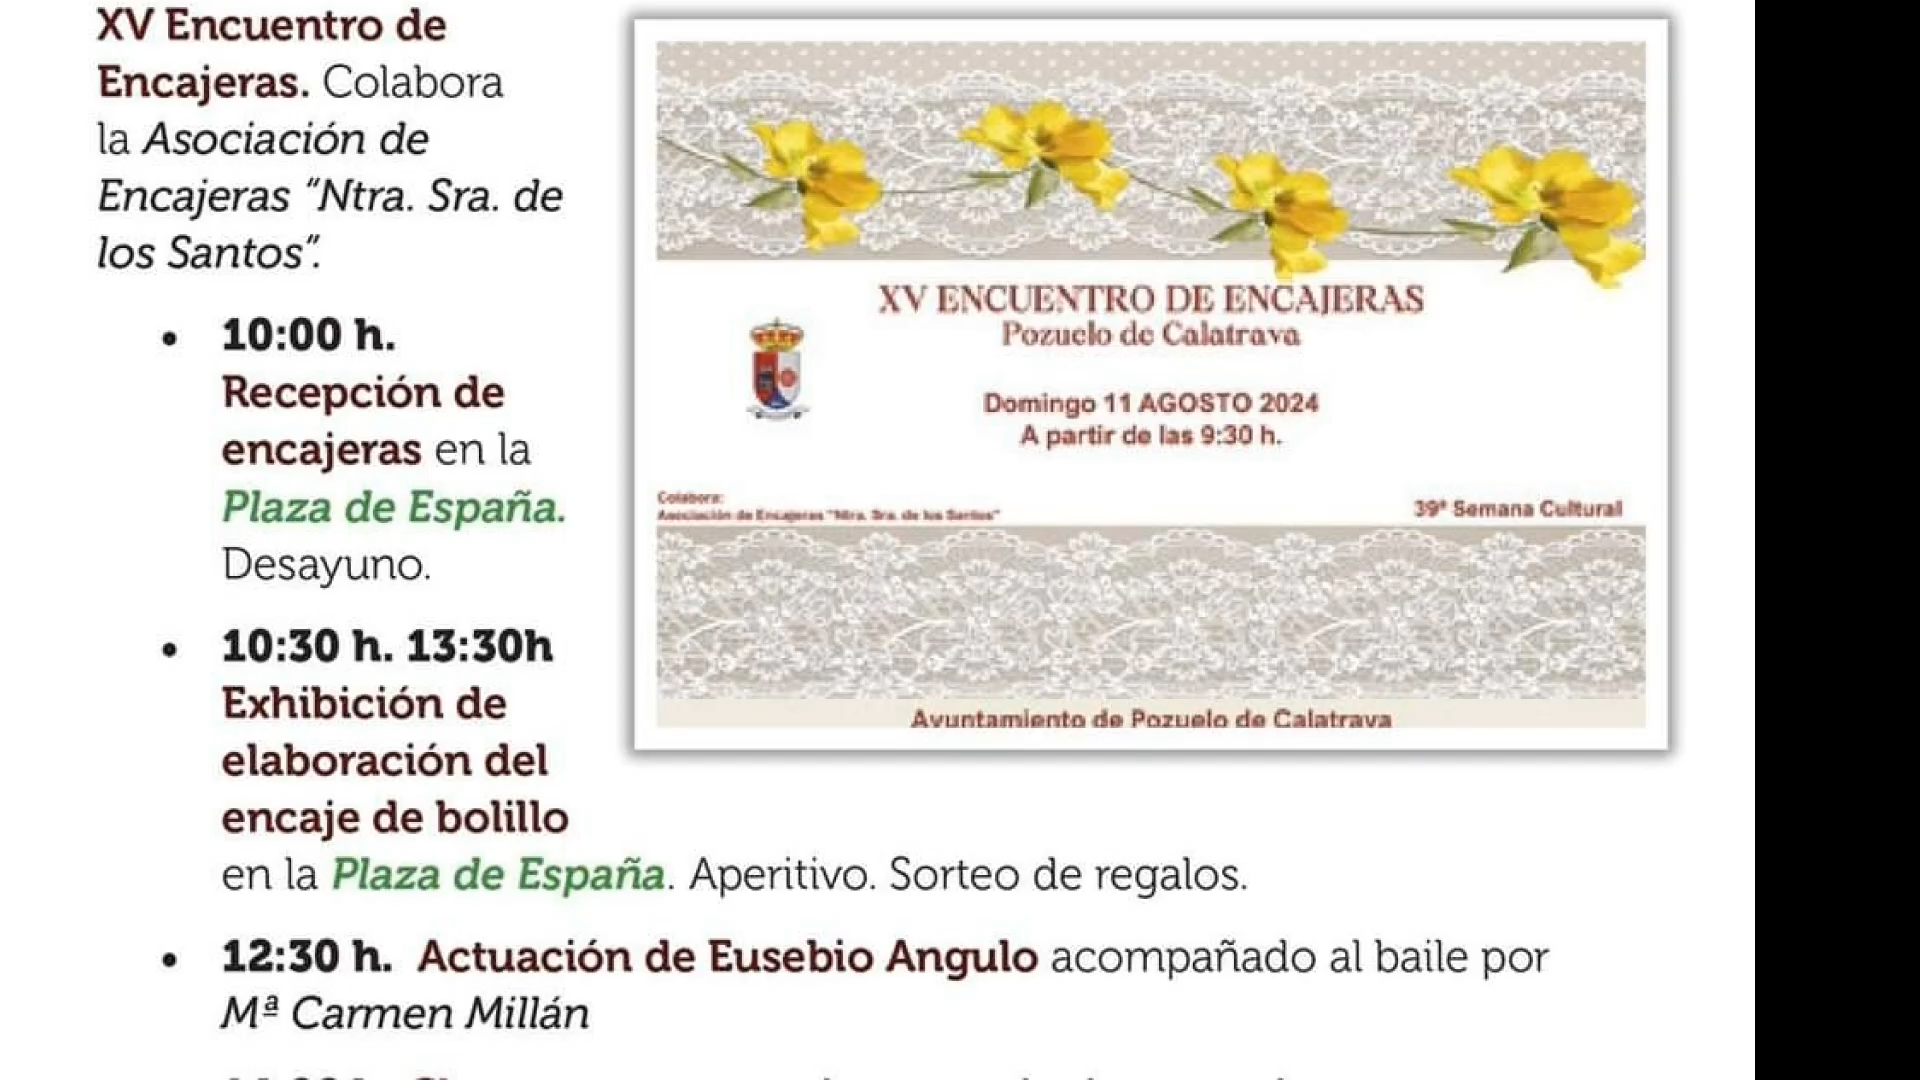 XV Encuentro de
Encajeras. Colabora
la Asociación de
Encajeras “Ntra. Sra. de
los Santos”.
• 10:00 h.
Recepción de
encajeras en la
Plaza de España.
Desayuno.
• 10:30 h. 13:30h
Exhibición de
elaboración del
encaje de bolillo
en la Plaza de España. Aperitivo. Sorteo de regalos.
• 12:30 h. Actuación de Eusebio Angulo acompañado al baile por
Mª Carmen Millán
XV ENCUENTRO DE ENCAJERAS
Pozuelo de Calatrava
Domingo 11 AGOSTO 2024
A partir de las 9:30 h.
Colabora:
Asociación de Encajeras "Ntra. Sra. de los Santos"
39ª Semana Cultural
Ayuntamiento de Pozuelo de Calatrava